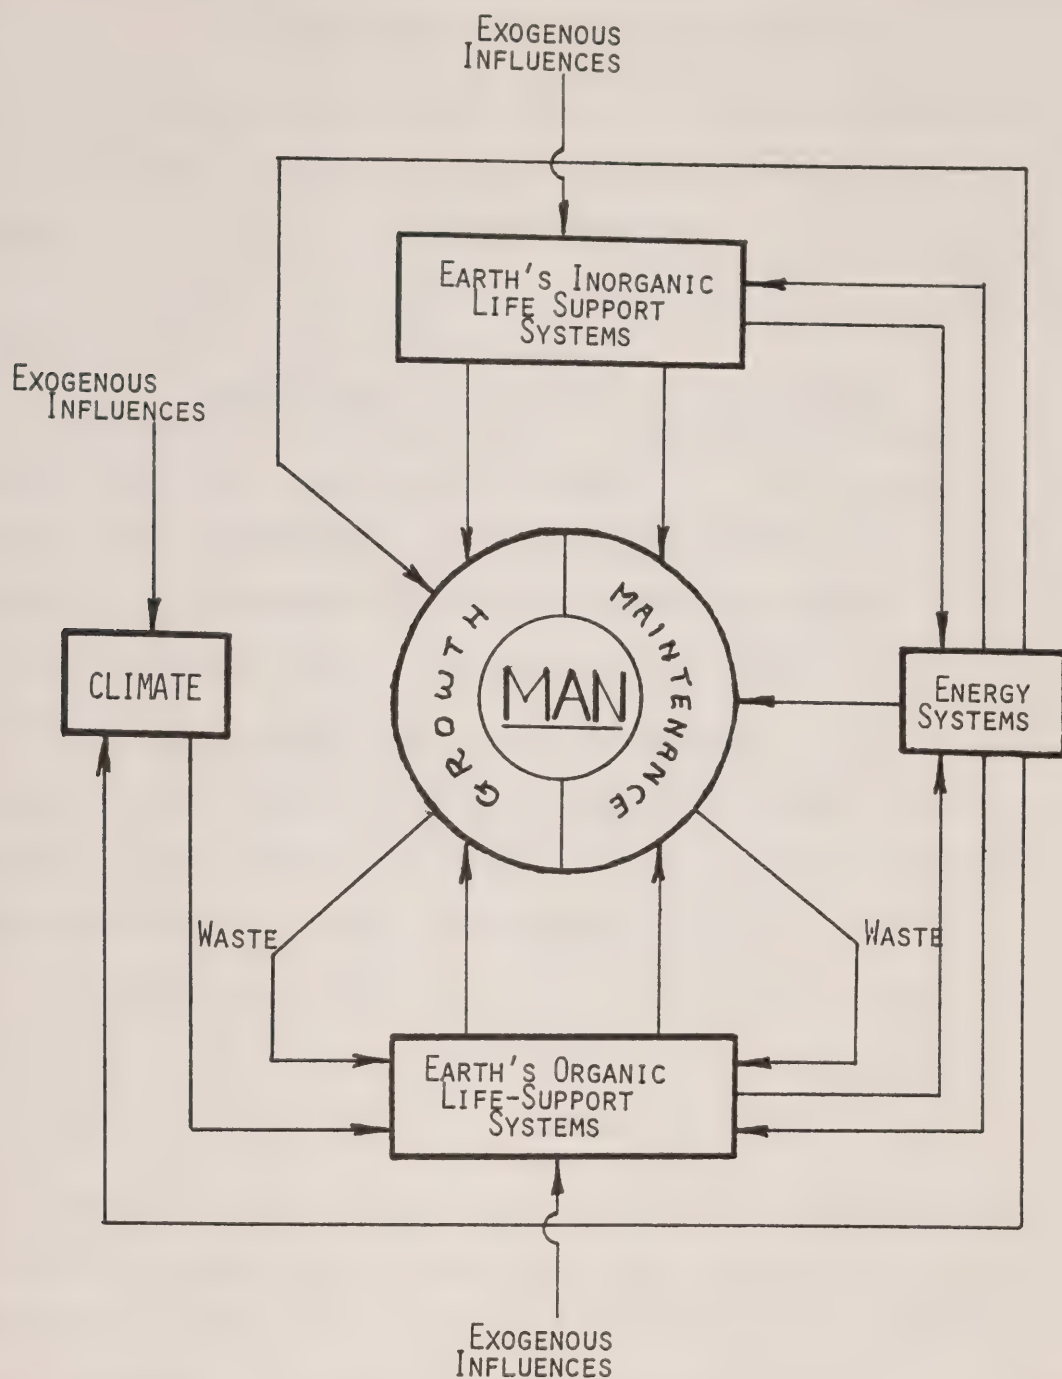 EXOGENOUS
INFLUENCES
EARTH'S INORGANIC
LIFE SUPPORT
SYSTEMS
EXOGENOUS
INFLUENCES
GROWTH
MAINTENANCE
MAN
CLIMATE
ENERGY
SYSTEMS
WASTE
WASTE
EARTH'S ORGANIC
LIFE-SUPPORT
SYSTEMS
EXOGENOUS
INFLUENCES